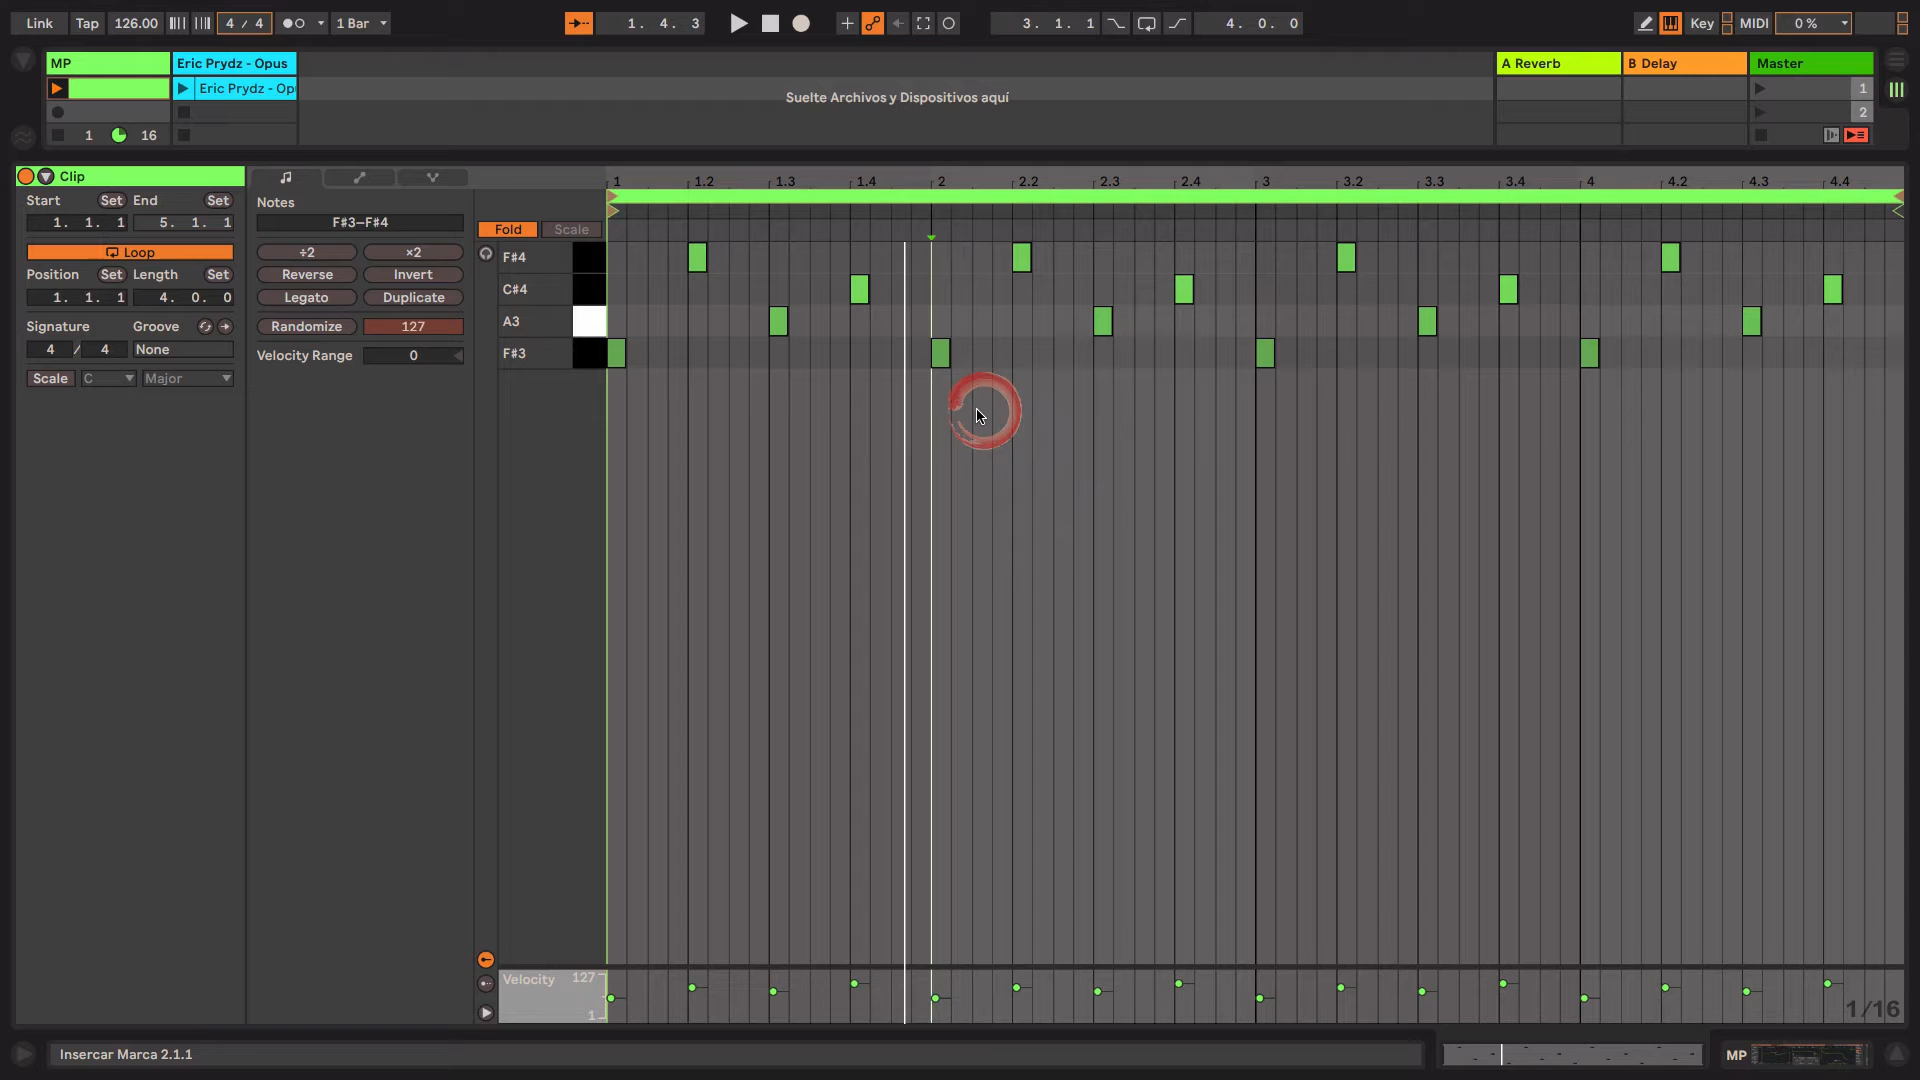 Link Tap 126.00 4 / 4 1 Bar 1. 4. 3 3. 1. 1 4. 0. 0 Key MIDI 0 %
MP Eric Prydz - Opus A Reverb B Delay Master
Eric Prydz - Op 1
Suelte Archivos y Dispositivos aquí
2
1 16
Clip 1 1.2 1.3 1.4 2 2.2 2.3 2.4 3 3.2 3.3 3.4 4 4.2 4.3 4.4
Start Set End Set Notes
1. 1. 1 5. 1. 1 F#3–F#4
Fold Scale
Loop ÷2 ×2 F#4
Position Set Length Set Reverse Invert
1. 1. 1 4. 0. 0 Legato Duplicate C#4
Signature Groove Randomize 127 A3
4 / 4 None Velocity Range 0 F#3
Scale C Major
Velocity 127
1
1/16
Insercar Marca 2.1.1 MP